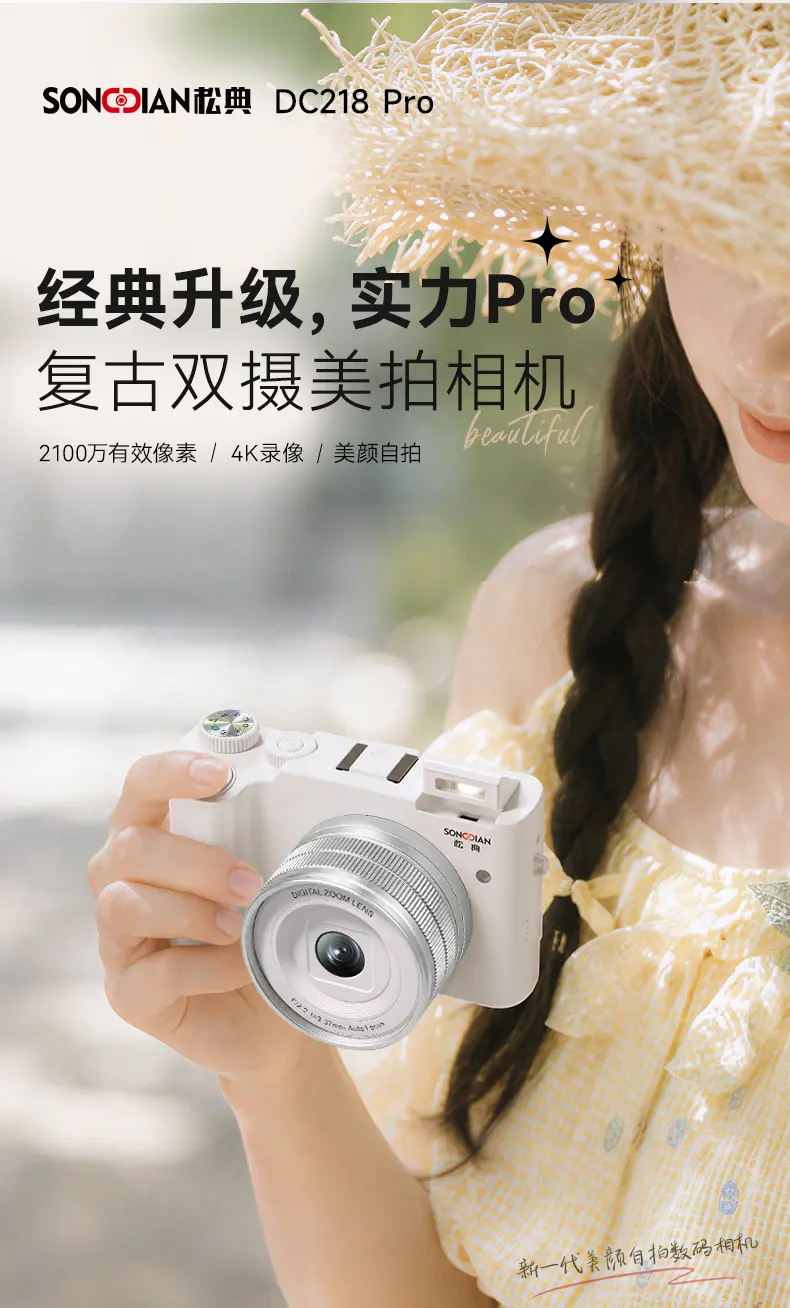 SONGDIAN松典 DC218 Pro
经典升级，实力Pro
复古双摄美拍相机
beautiful
2100万有效像素 / 4K录像 / 美颜自拍
SONGDIAN
松典
DIGITAL ZOOM LENS
Auto Focus
新一代美颜自拍数码相机